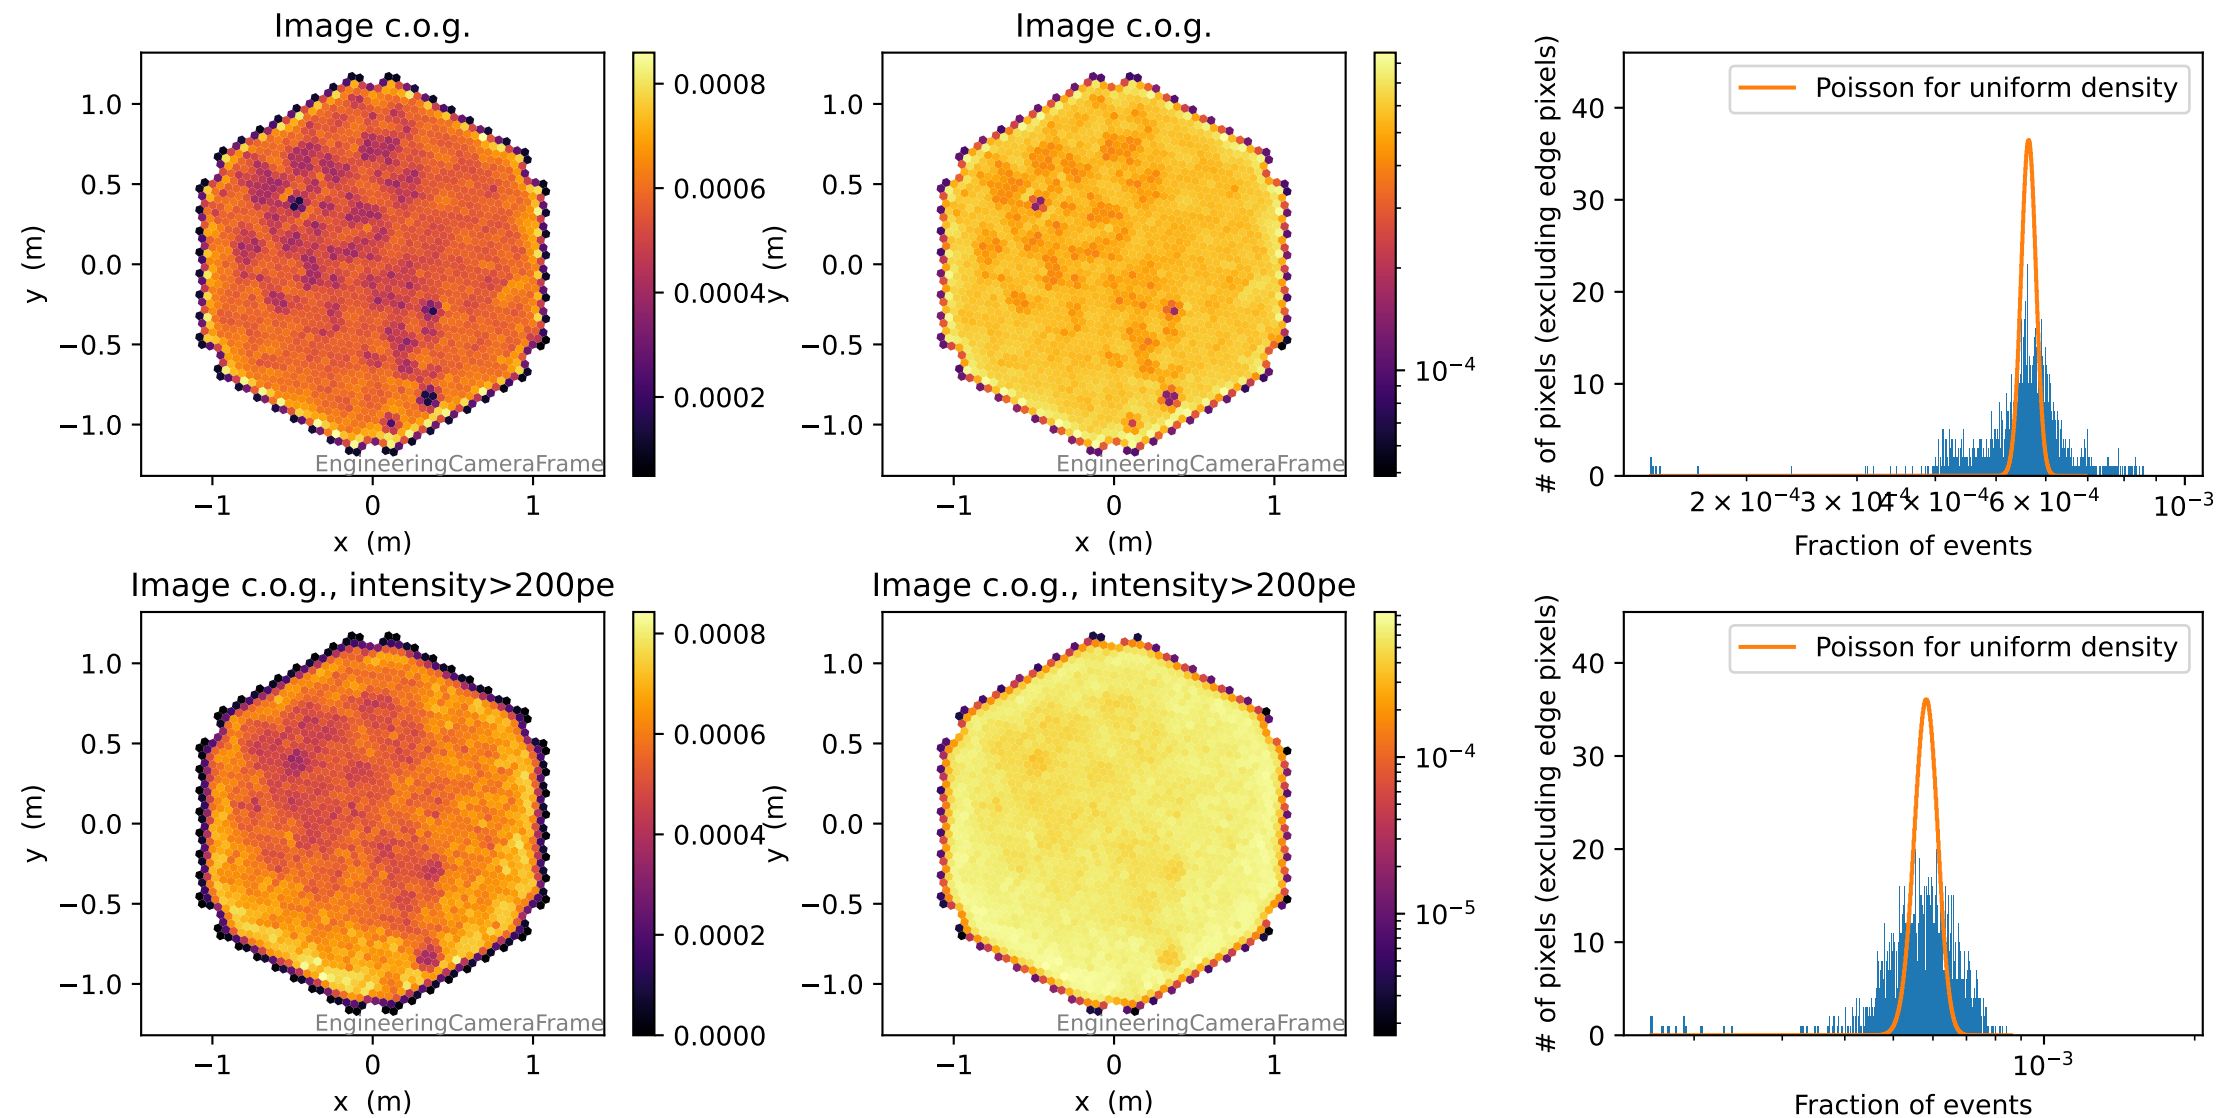 Image c.o.g.
1.0
0.5
0.0
−0.5
−1.0
y (m)
EngineeringCameraFrame
−1 0 1
x (m)
0.0008
0.0006
0.0004
0.0002
Image c.o.g.
1.0
0.5
0.0
−0.5
−1.0
y (m)
EngineeringCameraFrame
−1 0 1
x (m)
10⁻⁴
Poisson for uniform density
# of pixels (excluding edge pixels)
40
30
20
10
0
2 × 10⁻⁴ 3 × 10⁻⁴ 4 × 10⁻⁴ 6 × 10⁻⁴ 10⁻³
Fraction of events
Image c.o.g., intensity>200pe
1.0
0.5
0.0
−0.5
−1.0
y (m)
EngineeringCameraFrame
−1 0 1
x (m)
0.0008
0.0006
0.0004
0.0002
0.0000
Image c.o.g., intensity>200pe
1.0
0.5
0.0
−0.5
−1.0
y (m)
EngineeringCameraFrame
−1 0 1
x (m)
10⁻⁴
10⁻⁵
Poisson for uniform density
# of pixels (excluding edge pixels)
40
30
20
10
0
10⁻³
Fraction of events